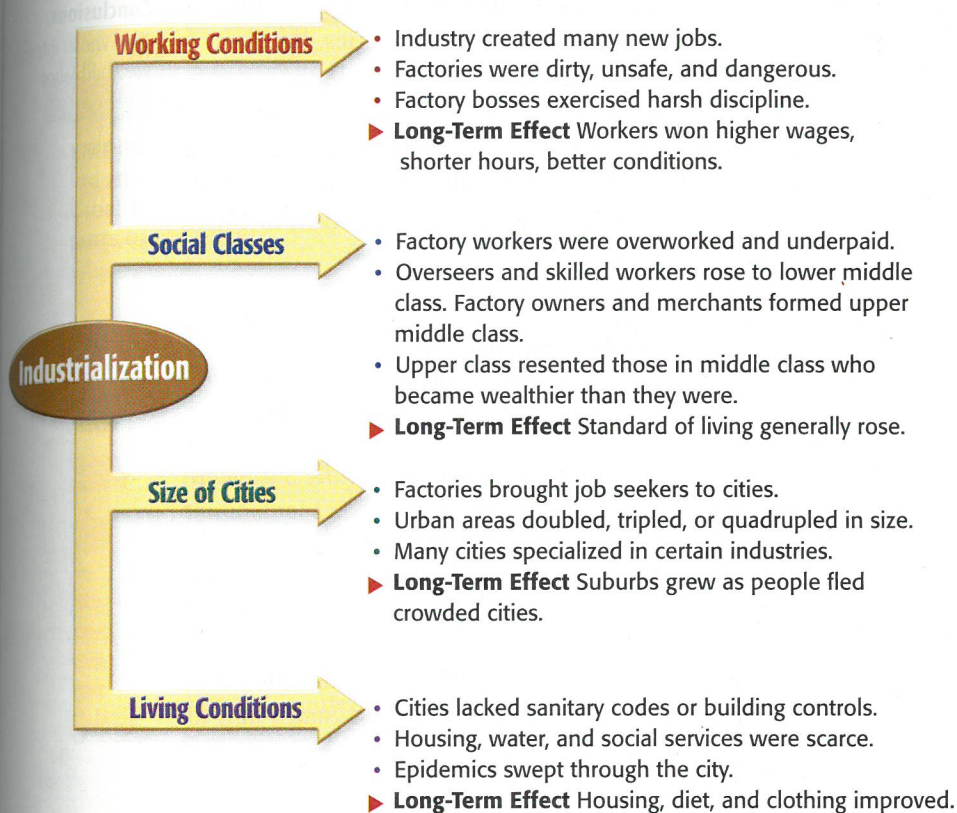 Working Conditions
• Industry created many new jobs.
• Factories were dirty, unsafe, and dangerous.
• Factory bosses exercised harsh discipline.
▶ Long-Term Effect Workers won higher wages,
shorter hours, better conditions.
Social Classes
• Factory workers were overworked and underpaid.
• Overseers and skilled workers rose to lower middle
class. Factory owners and merchants formed upper
middle class.
• Upper class resented those in middle class who
became wealthier than they were.
▶ Long-Term Effect Standard of living generally rose.
Industrialization
Size of Cities
• Factories brought job seekers to cities.
• Urban areas doubled, tripled, or quadrupled in size.
• Many cities specialized in certain industries.
▶ Long-Term Effect Suburbs grew as people fled
crowded cities.
Living Conditions
• Cities lacked sanitary codes or building controls.
• Housing, water, and social services were scarce.
• Epidemics swept through the city.
▶ Long-Term Effect Housing, diet, and clothing improved.